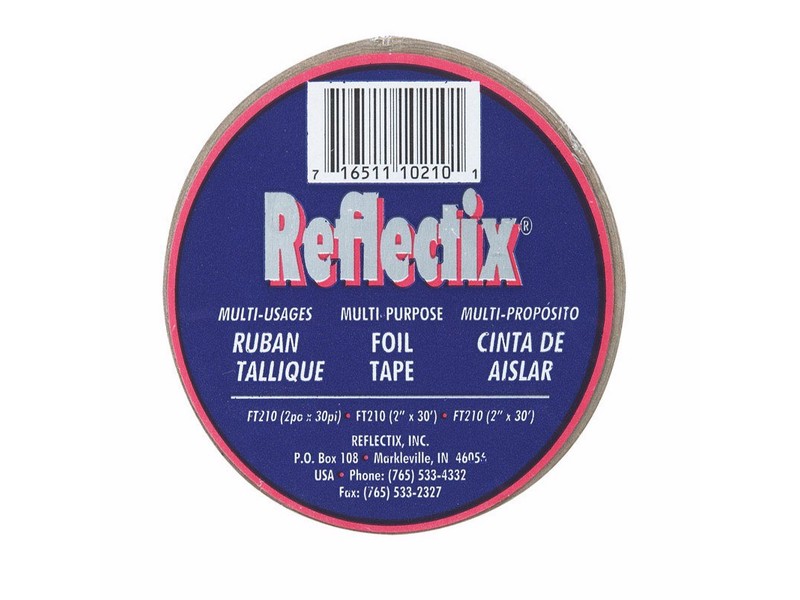 7 16511 10210 1
Reflectix®
MULTI-USAGES MULTI PURPOSE MULTI-PROPÓSITO
RUBAN FOIL CINTA DE
TALLIQUE TAPE AISLAR
FT210 (2po x 30pi) • FT210 (2" x 30') • FT210 (2" x 30')
REFLECTIX, INC.
P.O. Box 108 • Markleville, IN 46056
USA • Phone: (765) 533-4332
Fax: (765) 533-2327